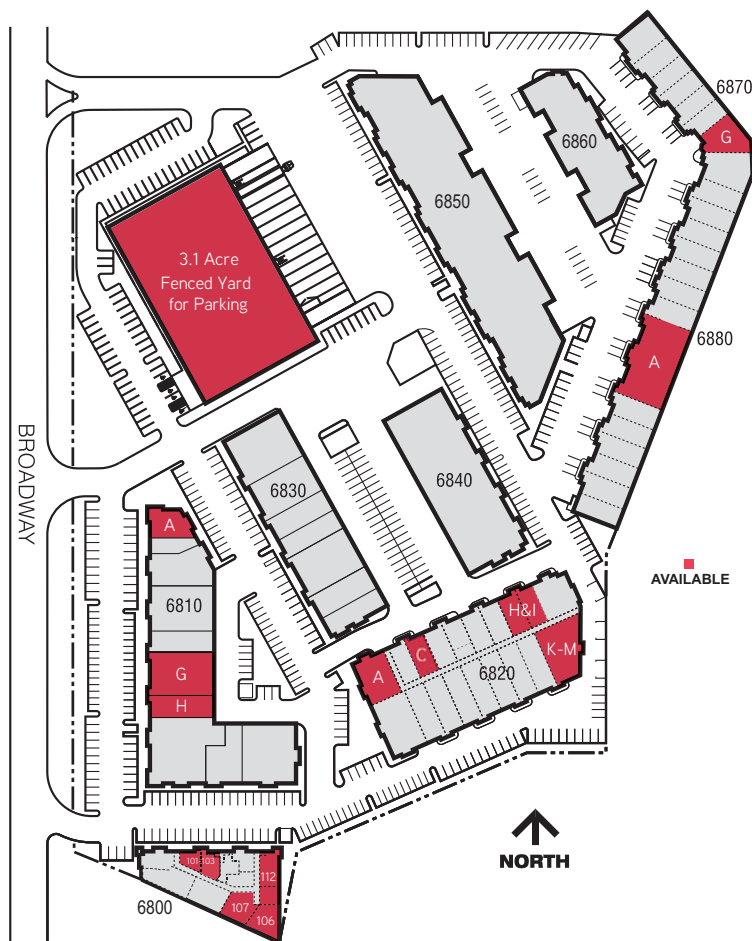 6870
G
6860
6850
3.1 Acre
Fenced Yard
for Parking
6880
A
BROADWAY
6840
6830
A
AVAILABLE
6810
H&I
G
C
K-M
A
6820
H
NORTH
101
103
112
107
6800
106